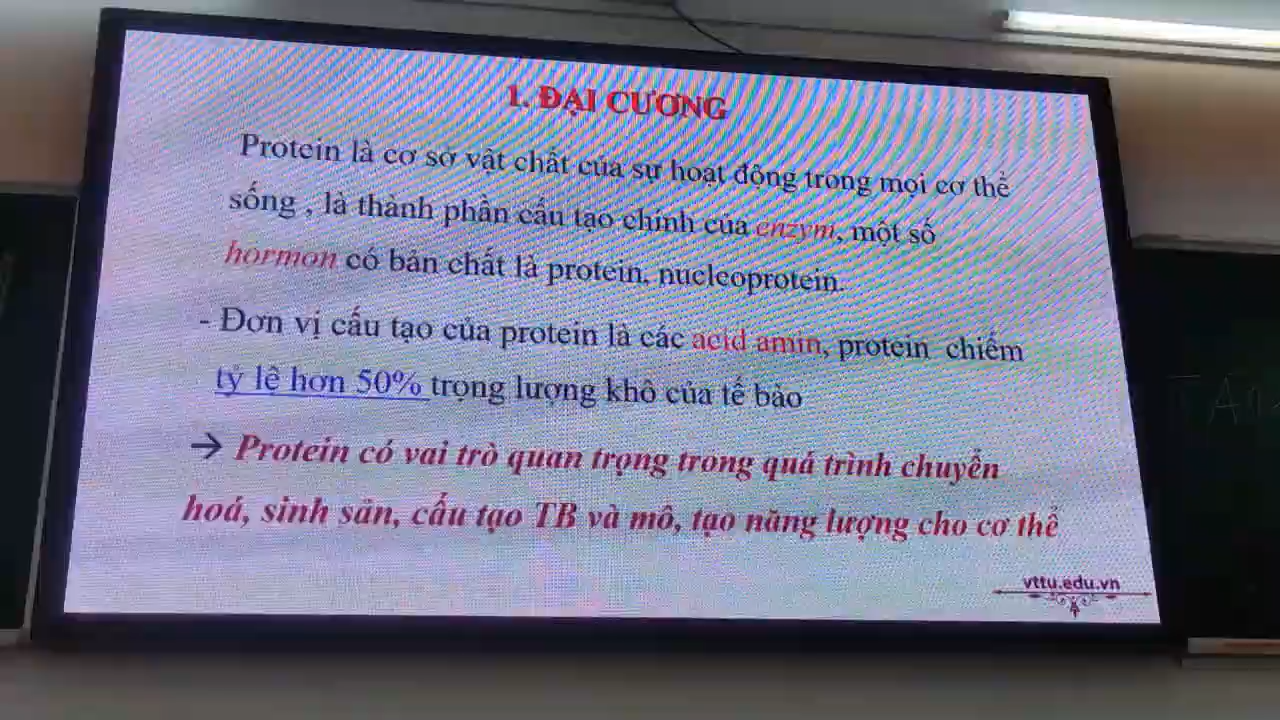 1. ĐẠI CƯƠNG
Protein là cơ sở vật chất của sự hoạt động trong mọi cơ thể
sống , là thành phần cấu tạo chính của enzym, một số
hormon có bản chất là protein, nucleoprotein.
- Đơn vị cấu tạo của protein là các acid amin, protein chiếm
tỷ lệ hơn 50% trọng lượng khô của tế bào
→ Protein có vai trò quan trọng trong quá trình chuyển
hoá, sinh sản, cấu tạo TB và mô, tạo năng lượng cho cơ thể
vttu.edu.vn